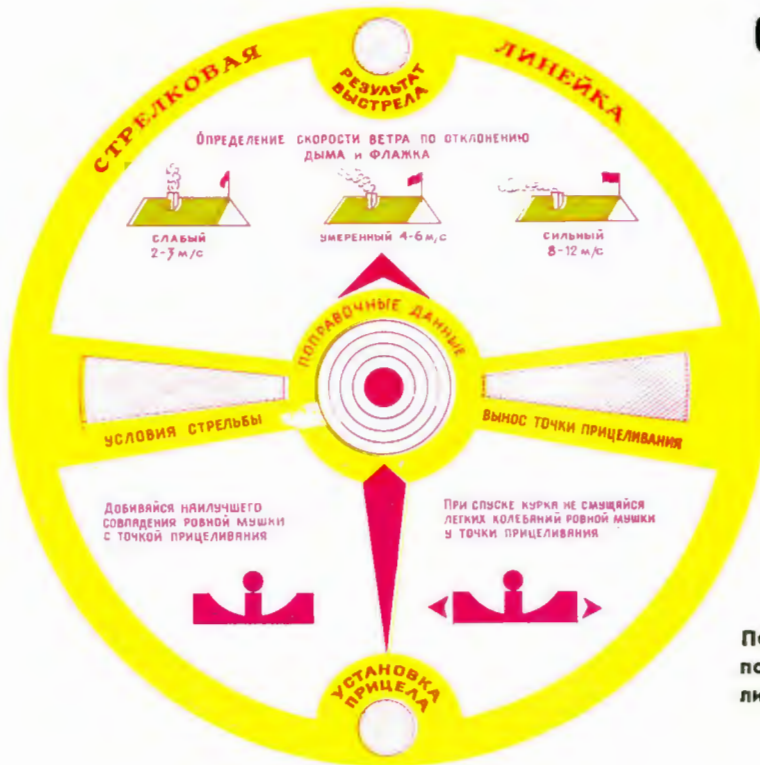 СТРЕЛКОВАЯ ЛИНЕЙКА
РЕЗУЛЬТАТ
ВЫСТРЕЛА
ОПРЕДЕЛЕНИЕ СКОРОСТИ ВЕТРА ПО ОТКЛОНЕНИЮ
ДЫМА И ФЛАЖКА
СЛАБЫЙ
2-3 м/с
УМЕРЕННЫЙ 4-6 м/с
СИЛЬНЫЙ
8-12 м/с
ПОПРАВОЧНЫЕ ДАННЫЕ
УСЛОВИЯ СТРЕЛЬБЫ
ВЫНОС ТОЧКИ ПРИЦЕЛИВАНИЯ
ДОБИВАЙСЯ НАИЛУЧШЕГО
СОВПАДЕНИЯ РОВНОЙ МУШКИ
С ТОЧКОЙ ПРИЦЕЛИВАНИЯ
ПРИ СПУСКЕ КУРКА НЕ СМУЩАЙСЯ
ЛЕГКИХ КОЛЕБАНИЙ РОВНОЙ МУШКИ
У ТОЧКИ ПРИЦЕЛИВАНИЯ
УСТАНОВКА
ПРИЦЕЛА